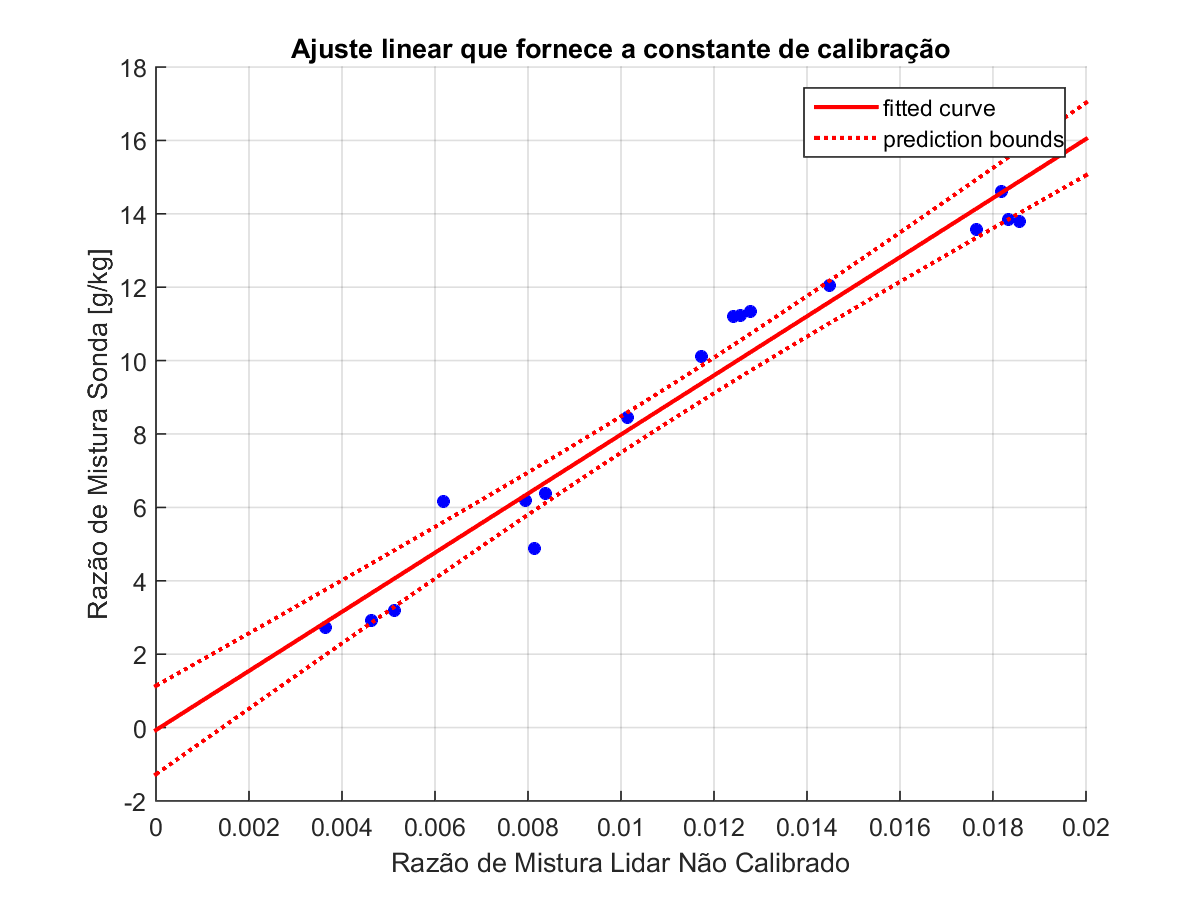 Ajuste linear que fornece a constante de calibração
fitted curve
prediction bounds
Razão de Mistura Sonda [g/kg]
18
16
14
12
10
8
6
4
2
0
-2
0 0.002 0.004 0.006 0.008 0.01 0.012 0.014 0.016 0.018 0.02
Razão de Mistura Lidar Não Calibrado